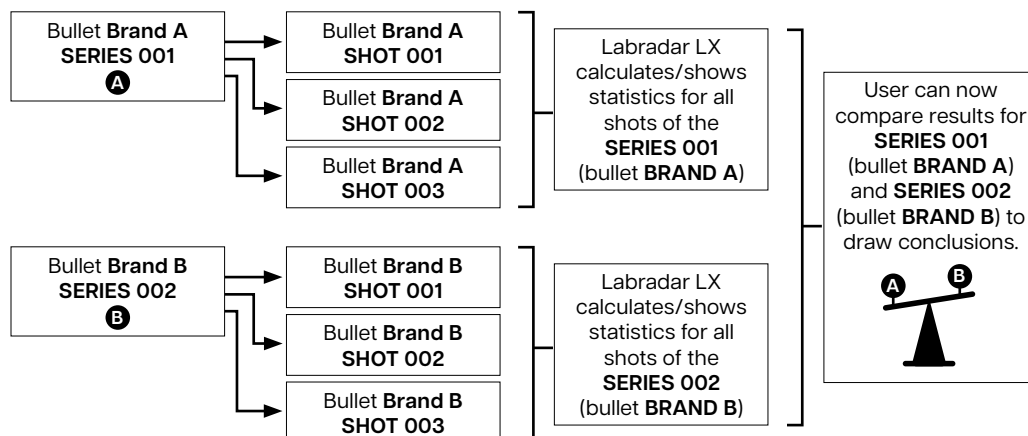 Bullet Brand A
SERIES 001
A
Bullet Brand A
SHOT 001
Bullet Brand A
SHOT 002
Bullet Brand A
SHOT 003
Labradar LX
calculates/shows
statistics for all
shots of the
SERIES 001
(bullet BRAND A)
Bullet Brand B
SERIES 002
B
Bullet Brand B
SHOT 001
Bullet Brand B
SHOT 002
Bullet Brand B
SHOT 003
Labradar LX
calculates/shows
statistics for all
shots of the
SERIES 002
(bullet BRAND B)
User can now
compare results for
SERIES 001
(bullet BRAND A)
and SERIES 002
(bullet BRAND B) to
draw conclusions.
A
B